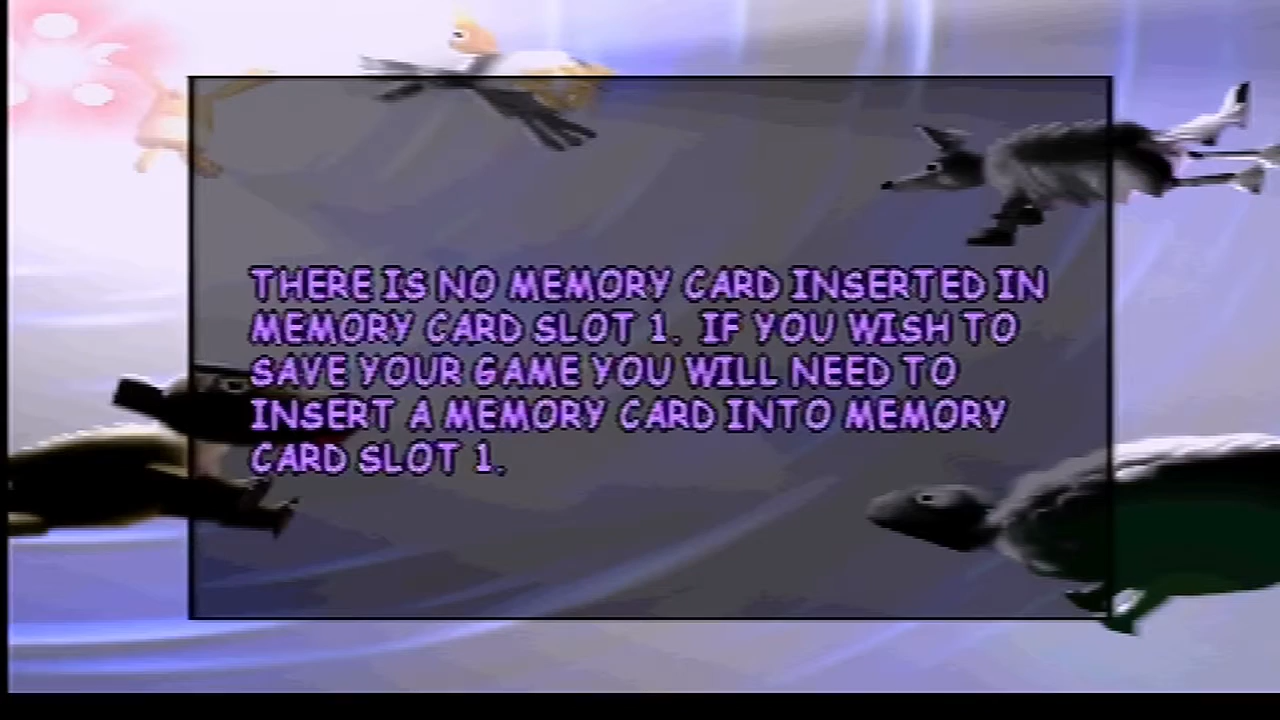 THERE IS NO MEMORY CARD INSERTED IN
MEMORY CARD SLOT 1. IF YOU WISH TO
SAVE YOUR GAME YOU WILL NEED TO
INSERT A MEMORY CARD INTO MEMORY
CARD SLOT 1.